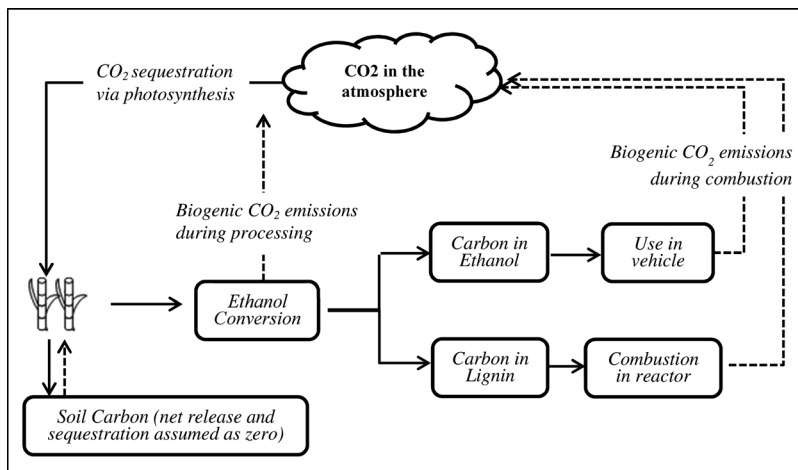 CO2 sequestration
via photosynthesis
CO2 in the
atmosphere
Biogenic CO2 emissions
during combustion
Biogenic CO2 emissions
during processing
Carbon in
Ethanol
Use in
vehicle
Ethanol
Conversion
Carbon in
Lignin
Combustion
in reactor
Soil Carbon (net release and
sequestration assumed as zero)